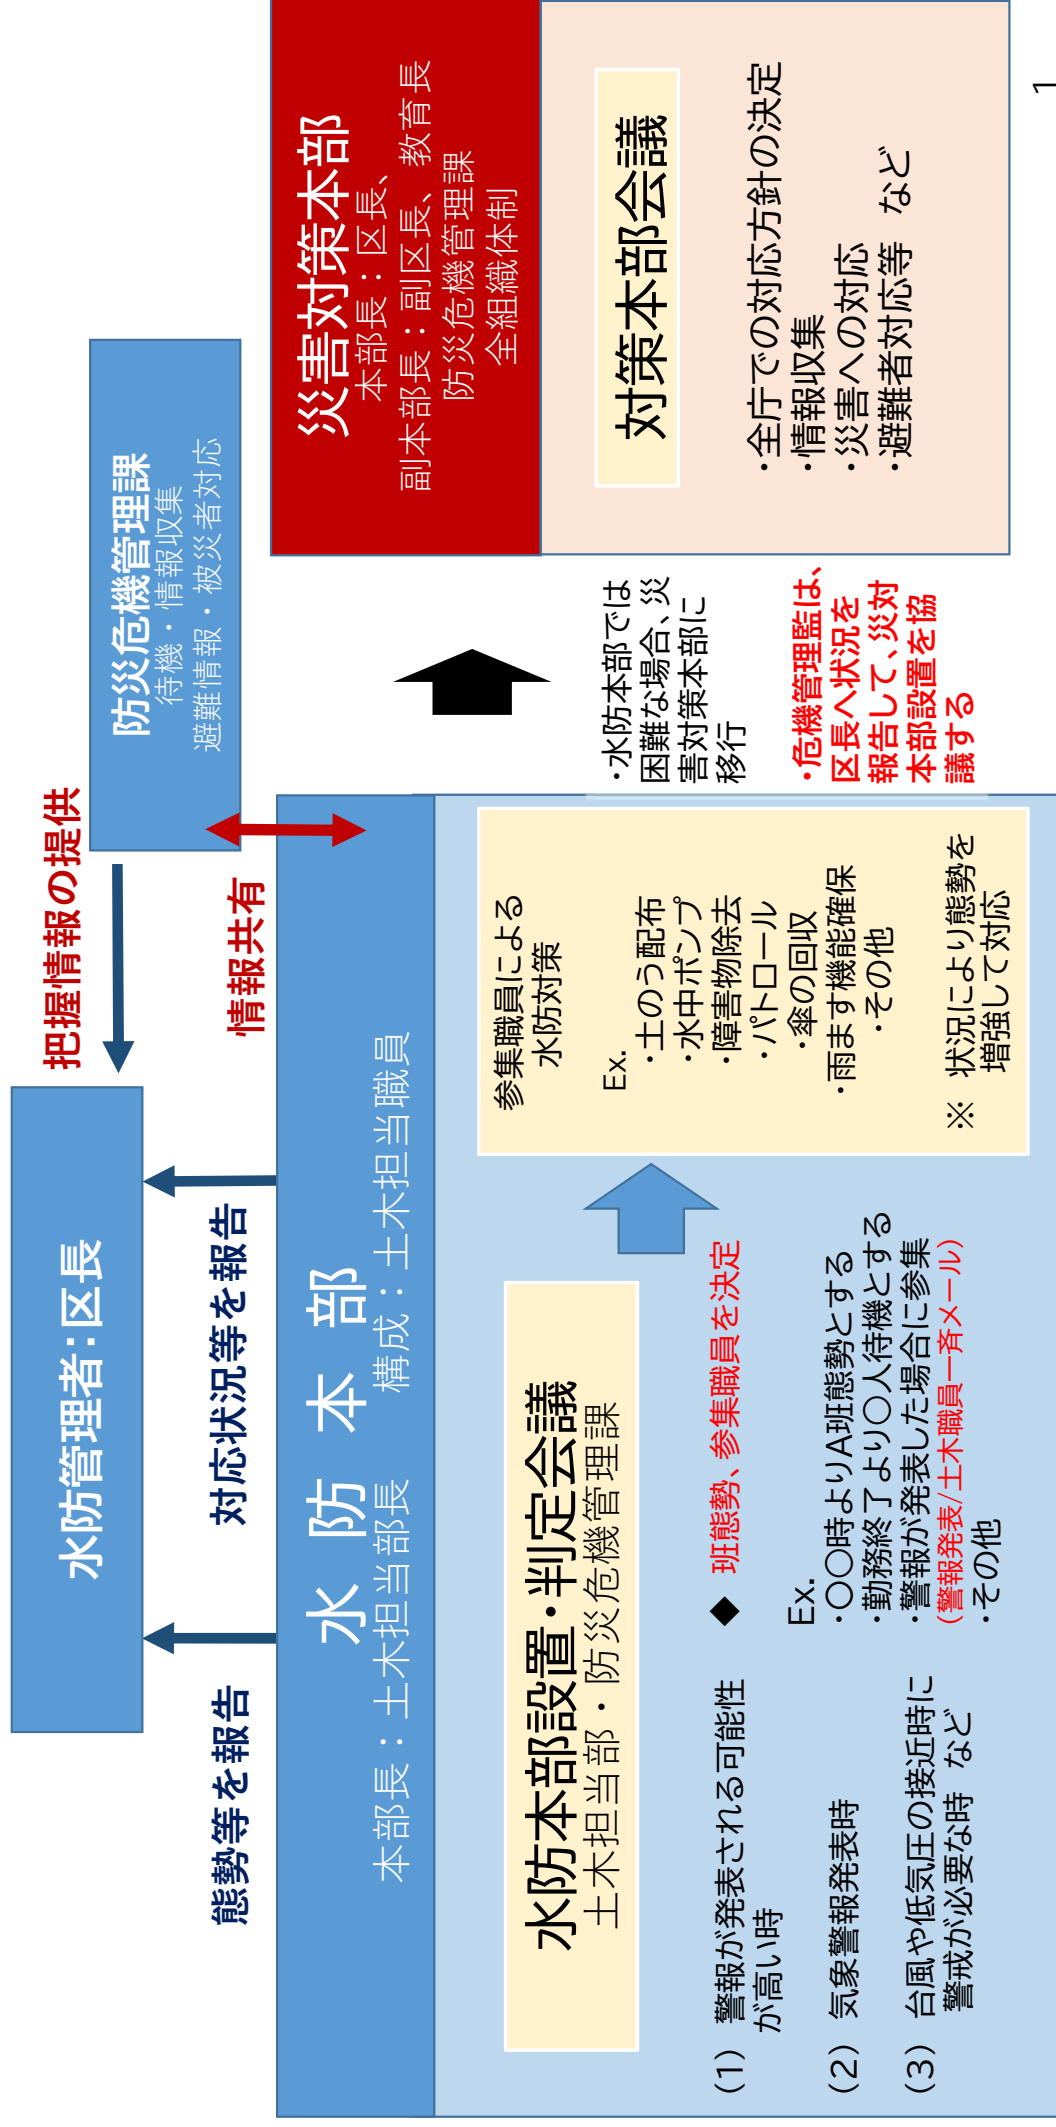 水防管理者：区長
把握情報の提供
防災危機管理課
待機・情報収集
避難情報・被災者対応
態勢等を報告
対応状況等を報告
情報共有
水　防　本　部
本部長：土木担当部長　　構成：土木担当職員
水防本部設置・判定会議
土木担当部・防災危機管理課
（1）　警報が発表される可能性
が高い時
（2）　気象警報発表時
（3）　台風や低気圧の接近時に
警戒が必要な時　など
◆　班態勢、参集職員を決定
Ex.
・〇〇時よりA班態勢とする
・勤務終了より〇人待機とする
・警報が発表した場合に参集
（警報発表/土木職員一斉メール）
・その他
参集職員による
水防対策
Ex.
・土のう配布
・水中ポンプ
・障害物除去
・パトロール
・傘の回収
・雨ます機能確保
・その他
※　状況により態勢を
増強して対応
・水防本部では
困難な場合、災
害対策本部に
移行
・危機管理監は、
区長へ状況を
報告して、災対
本部設置を協
議する
災害対策本部
本部長：区長、
副本部長：副区長、教育長
防災危機管理課
全組織体制
対策本部会議
・全庁での対応方針の決定
・情報収集
・災害への対応
・避難者対応等　など
1